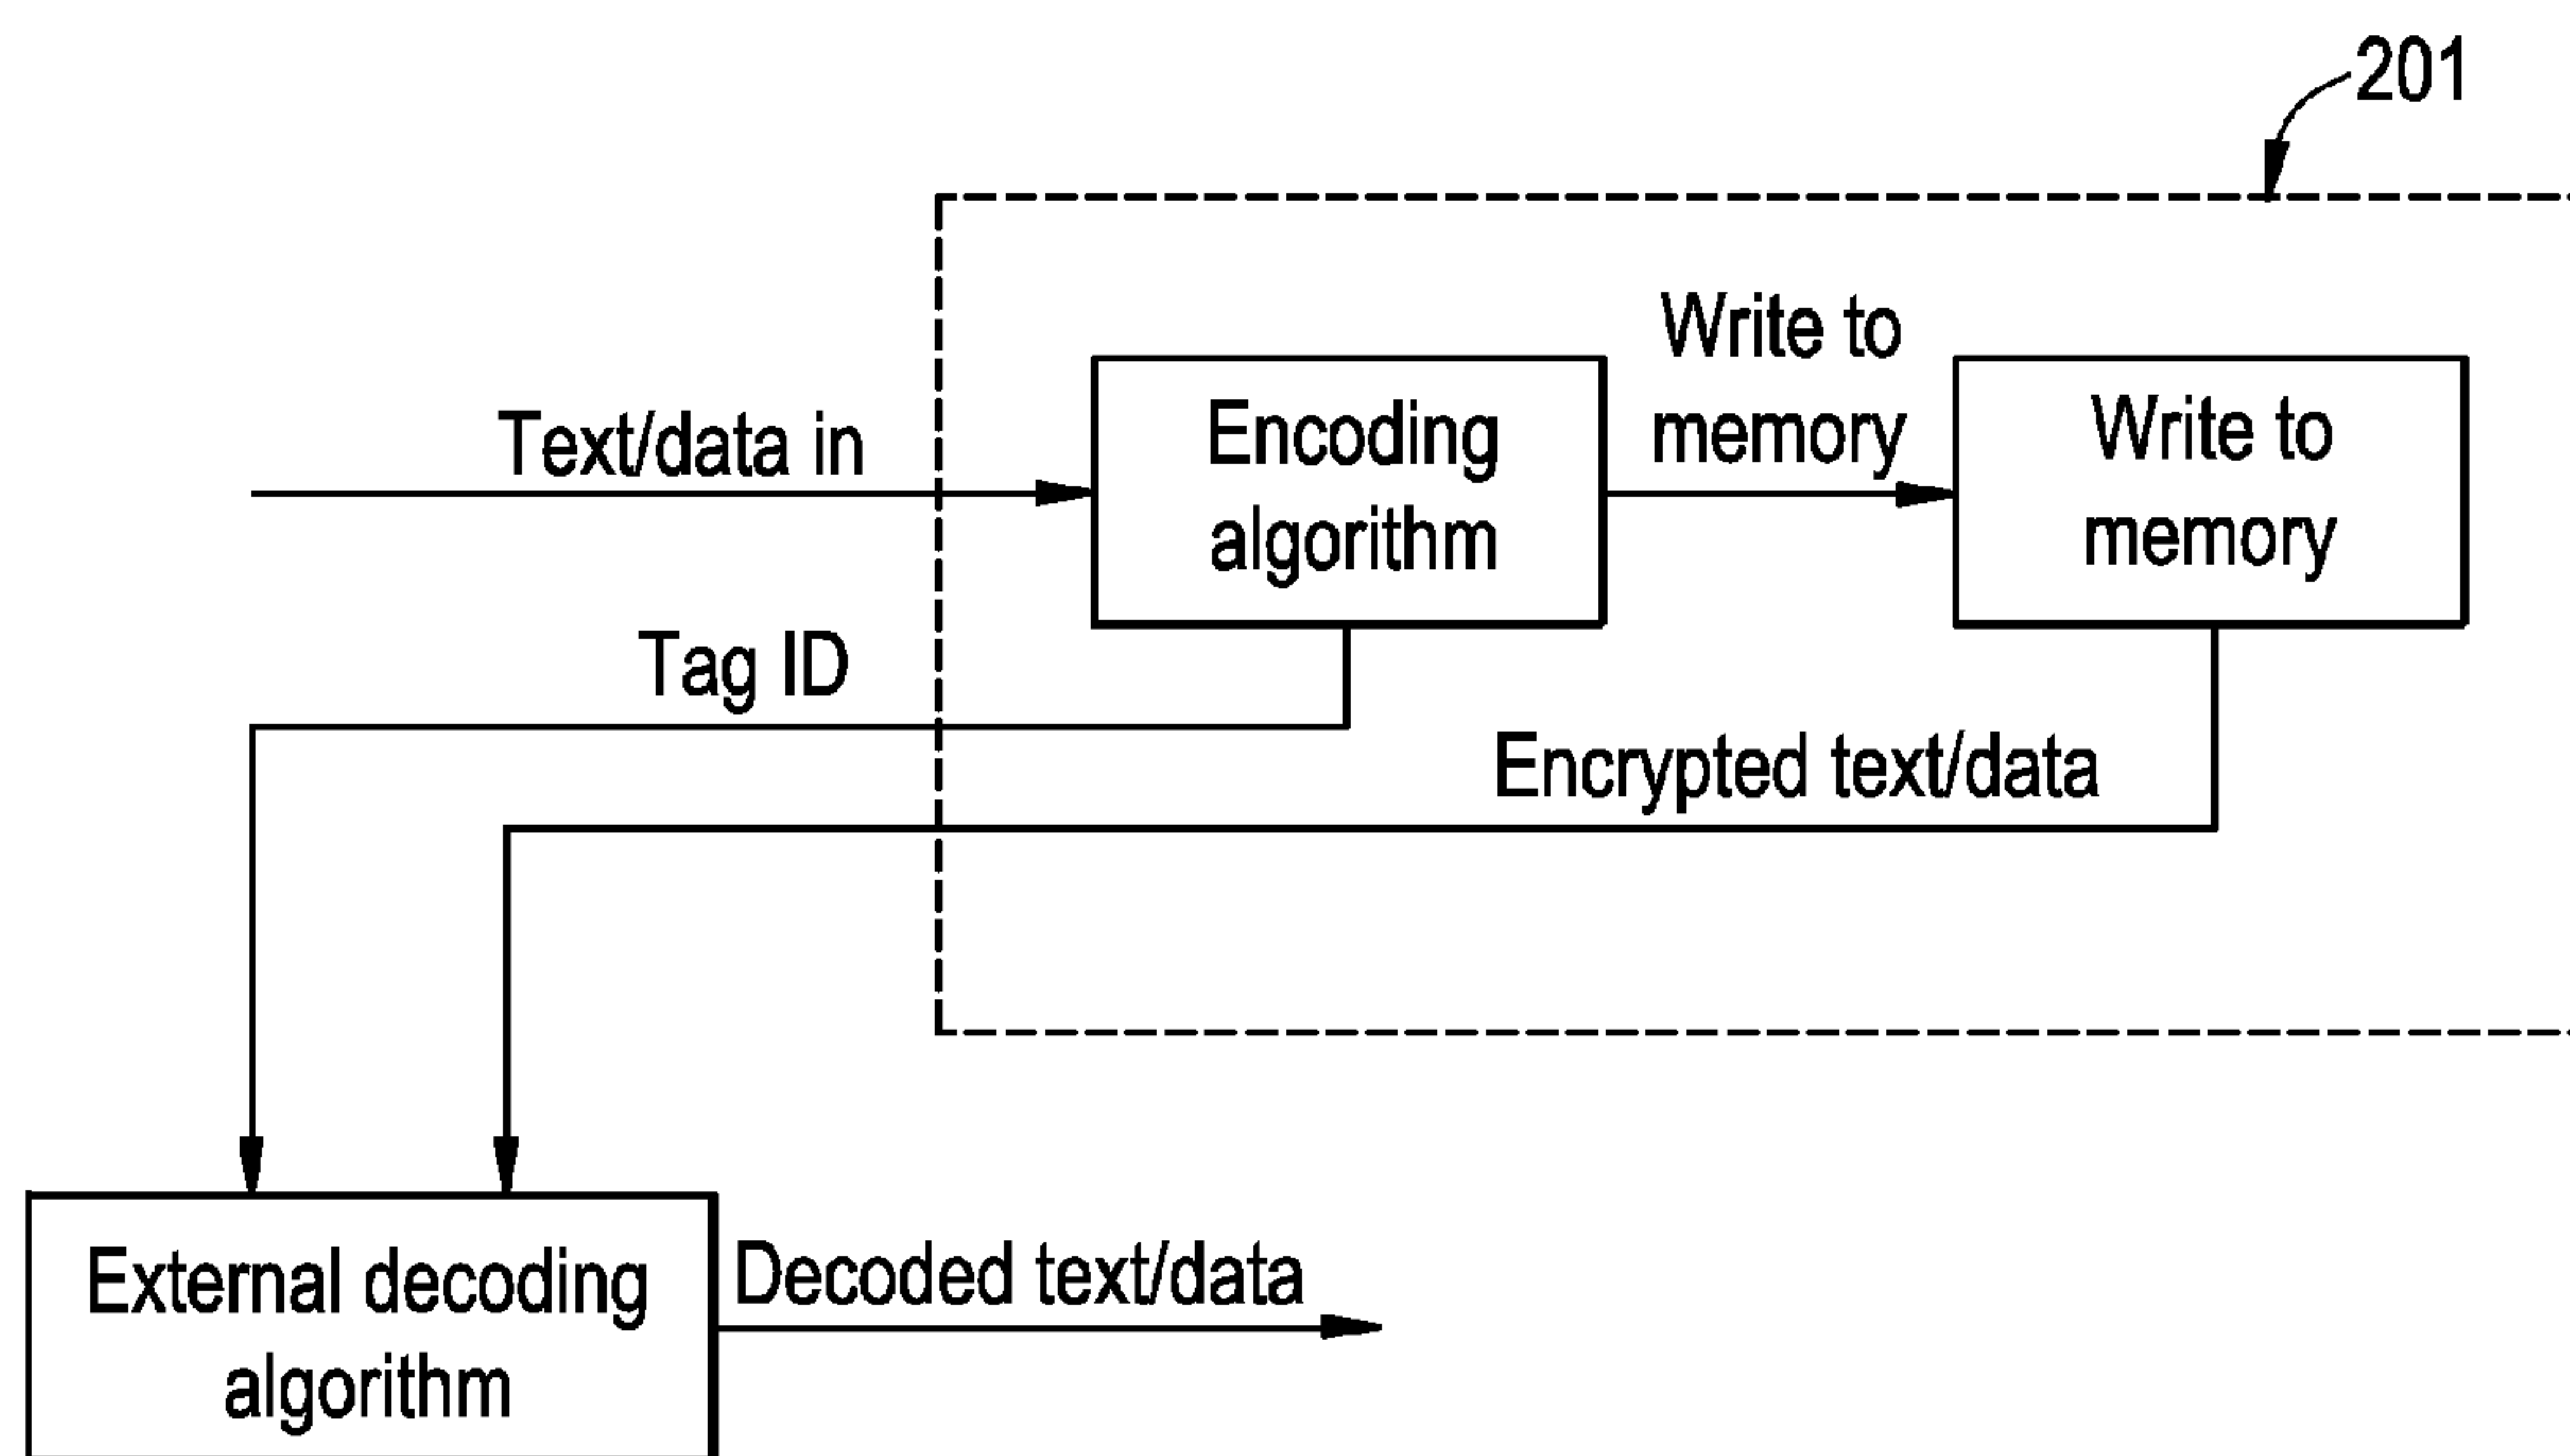 201
Write to
memory
Text/data in
Encoding
algorithm
Write to
memory
Tag ID
Encrypted text/data
External decoding
algorithm
Decoded text/data